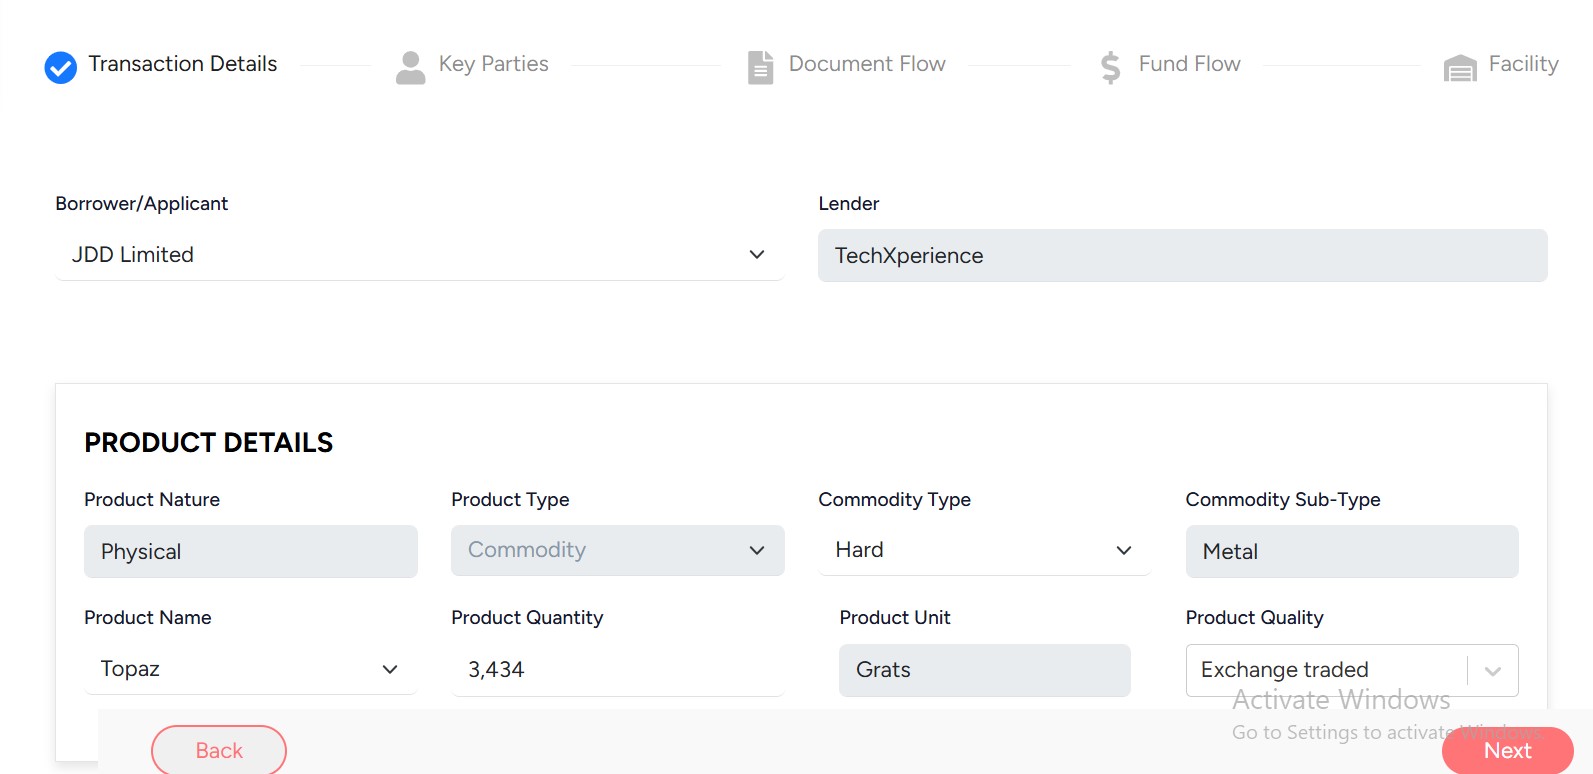 Transaction Details
Key Parties
Document Flow
Fund Flow
Facility
Borrower/Applicant
Lender
JDD Limited
TechXperience
PRODUCT DETAILS
Product Nature
Product Type
Commodity Type
Commodity Sub-Type
Physical
Commodity
Hard
Metal
Product Name
Product Quantity
Product Unit
Product Quality
Topaz
3,434
Grats
Exchange traded
Activate Windows
Go to Settings to activate Windows.
Back
Next